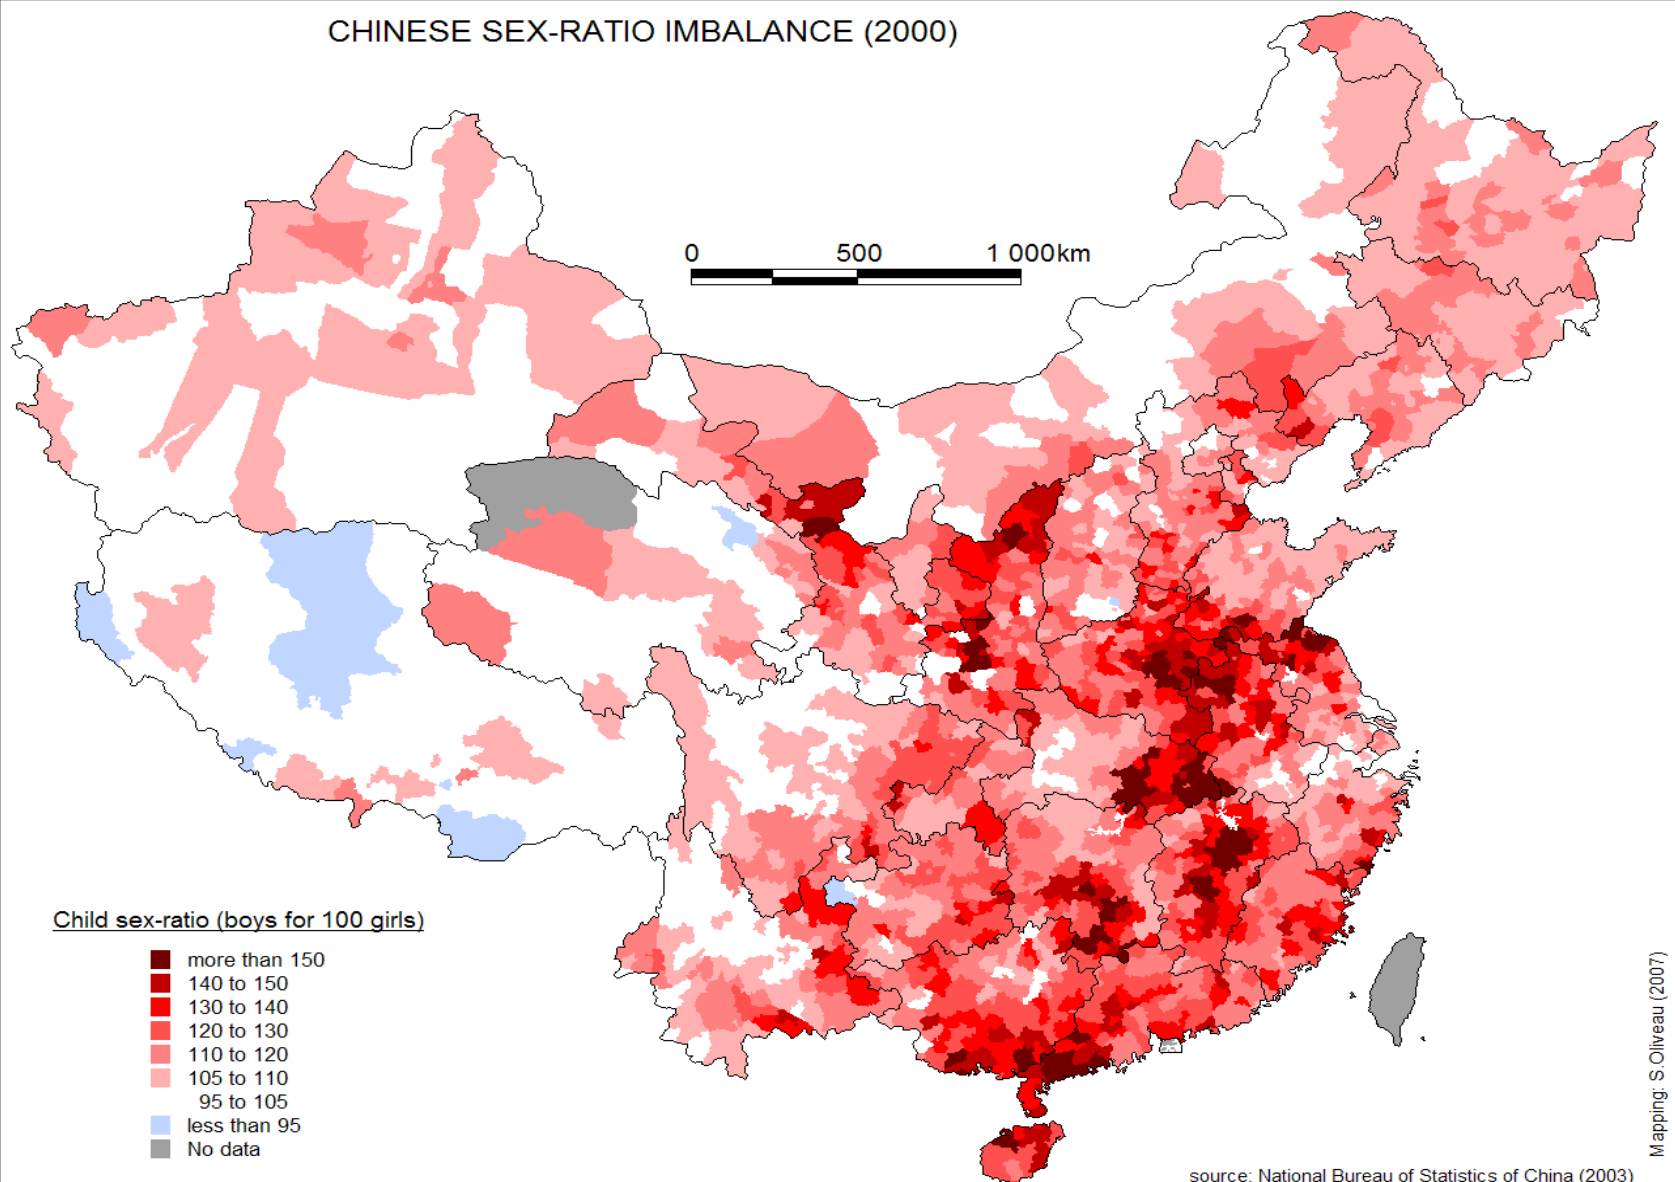 CHINESE SEX-RATIO IMBALANCE (2000)
0 500 1 000km
Child sex-ratio (boys for 100 girls)
more than 150
140 to 150
130 to 140
120 to 130
110 to 120
105 to 110
95 to 105
less than 95
No data
Mapping: S.Oliveau (2007)
source: National Bureau of Statistics of China (2003)